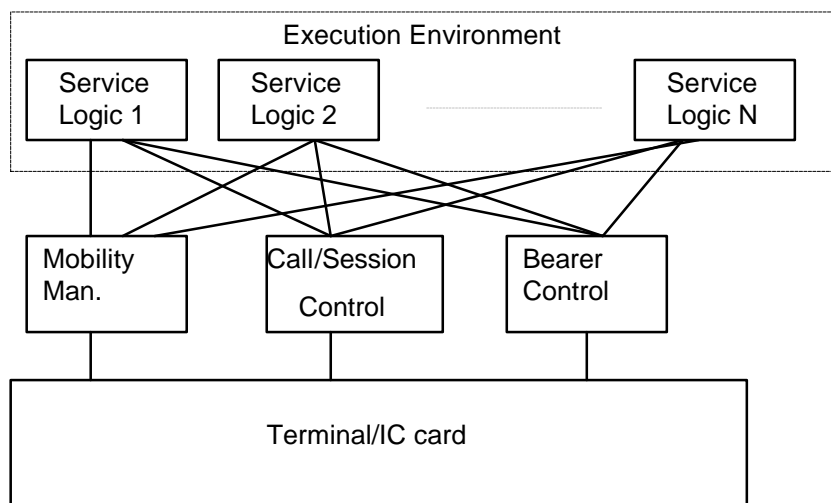 Execution Environment
Service
Logic 1
Service
Logic 2
Service
Logic N
Mobility
Man.
Call/Session
Control
Bearer
Control
Terminal/IC card